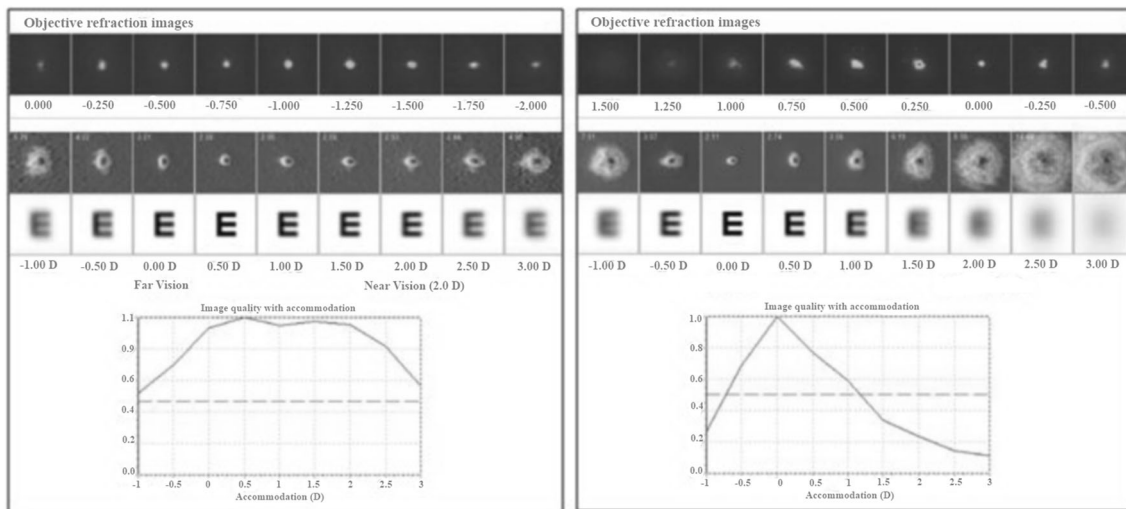 Objective refraction images
0.000 -0.250 -0.500 -0.750 -1.000 -1.250 -1.500 -1.750 -2.000
E E E E E E E E E
-1.00 D -0.50 D 0.00 D 0.50 D 1.00 D 1.50 D 2.00 D 2.50 D 3.00 D
Far Vision Near Vision (2.0 D)
Image quality with accommodation
1.1
0.9
0.6
0.4
0.2
0.0
-1 -0.5 0 0.5 1 1.5 2 2.5 3
Accommodation (D)
Objective refraction images
1.500 1.250 1.000 0.750 0.500 0.250 0.000 -0.250 -0.500
E E E E E E
-1.00 D -0.50 D 0.00 D 0.50 D 1.00 D 1.50 D 2.00 D 2.50 D 3.00 D
Image quality with accommodation
1.0
0.8
0.6
0.4
0.2
0.0
-1 -0.5 0 0.5 1 1.5 2 2.5 3
Accommodation (D)